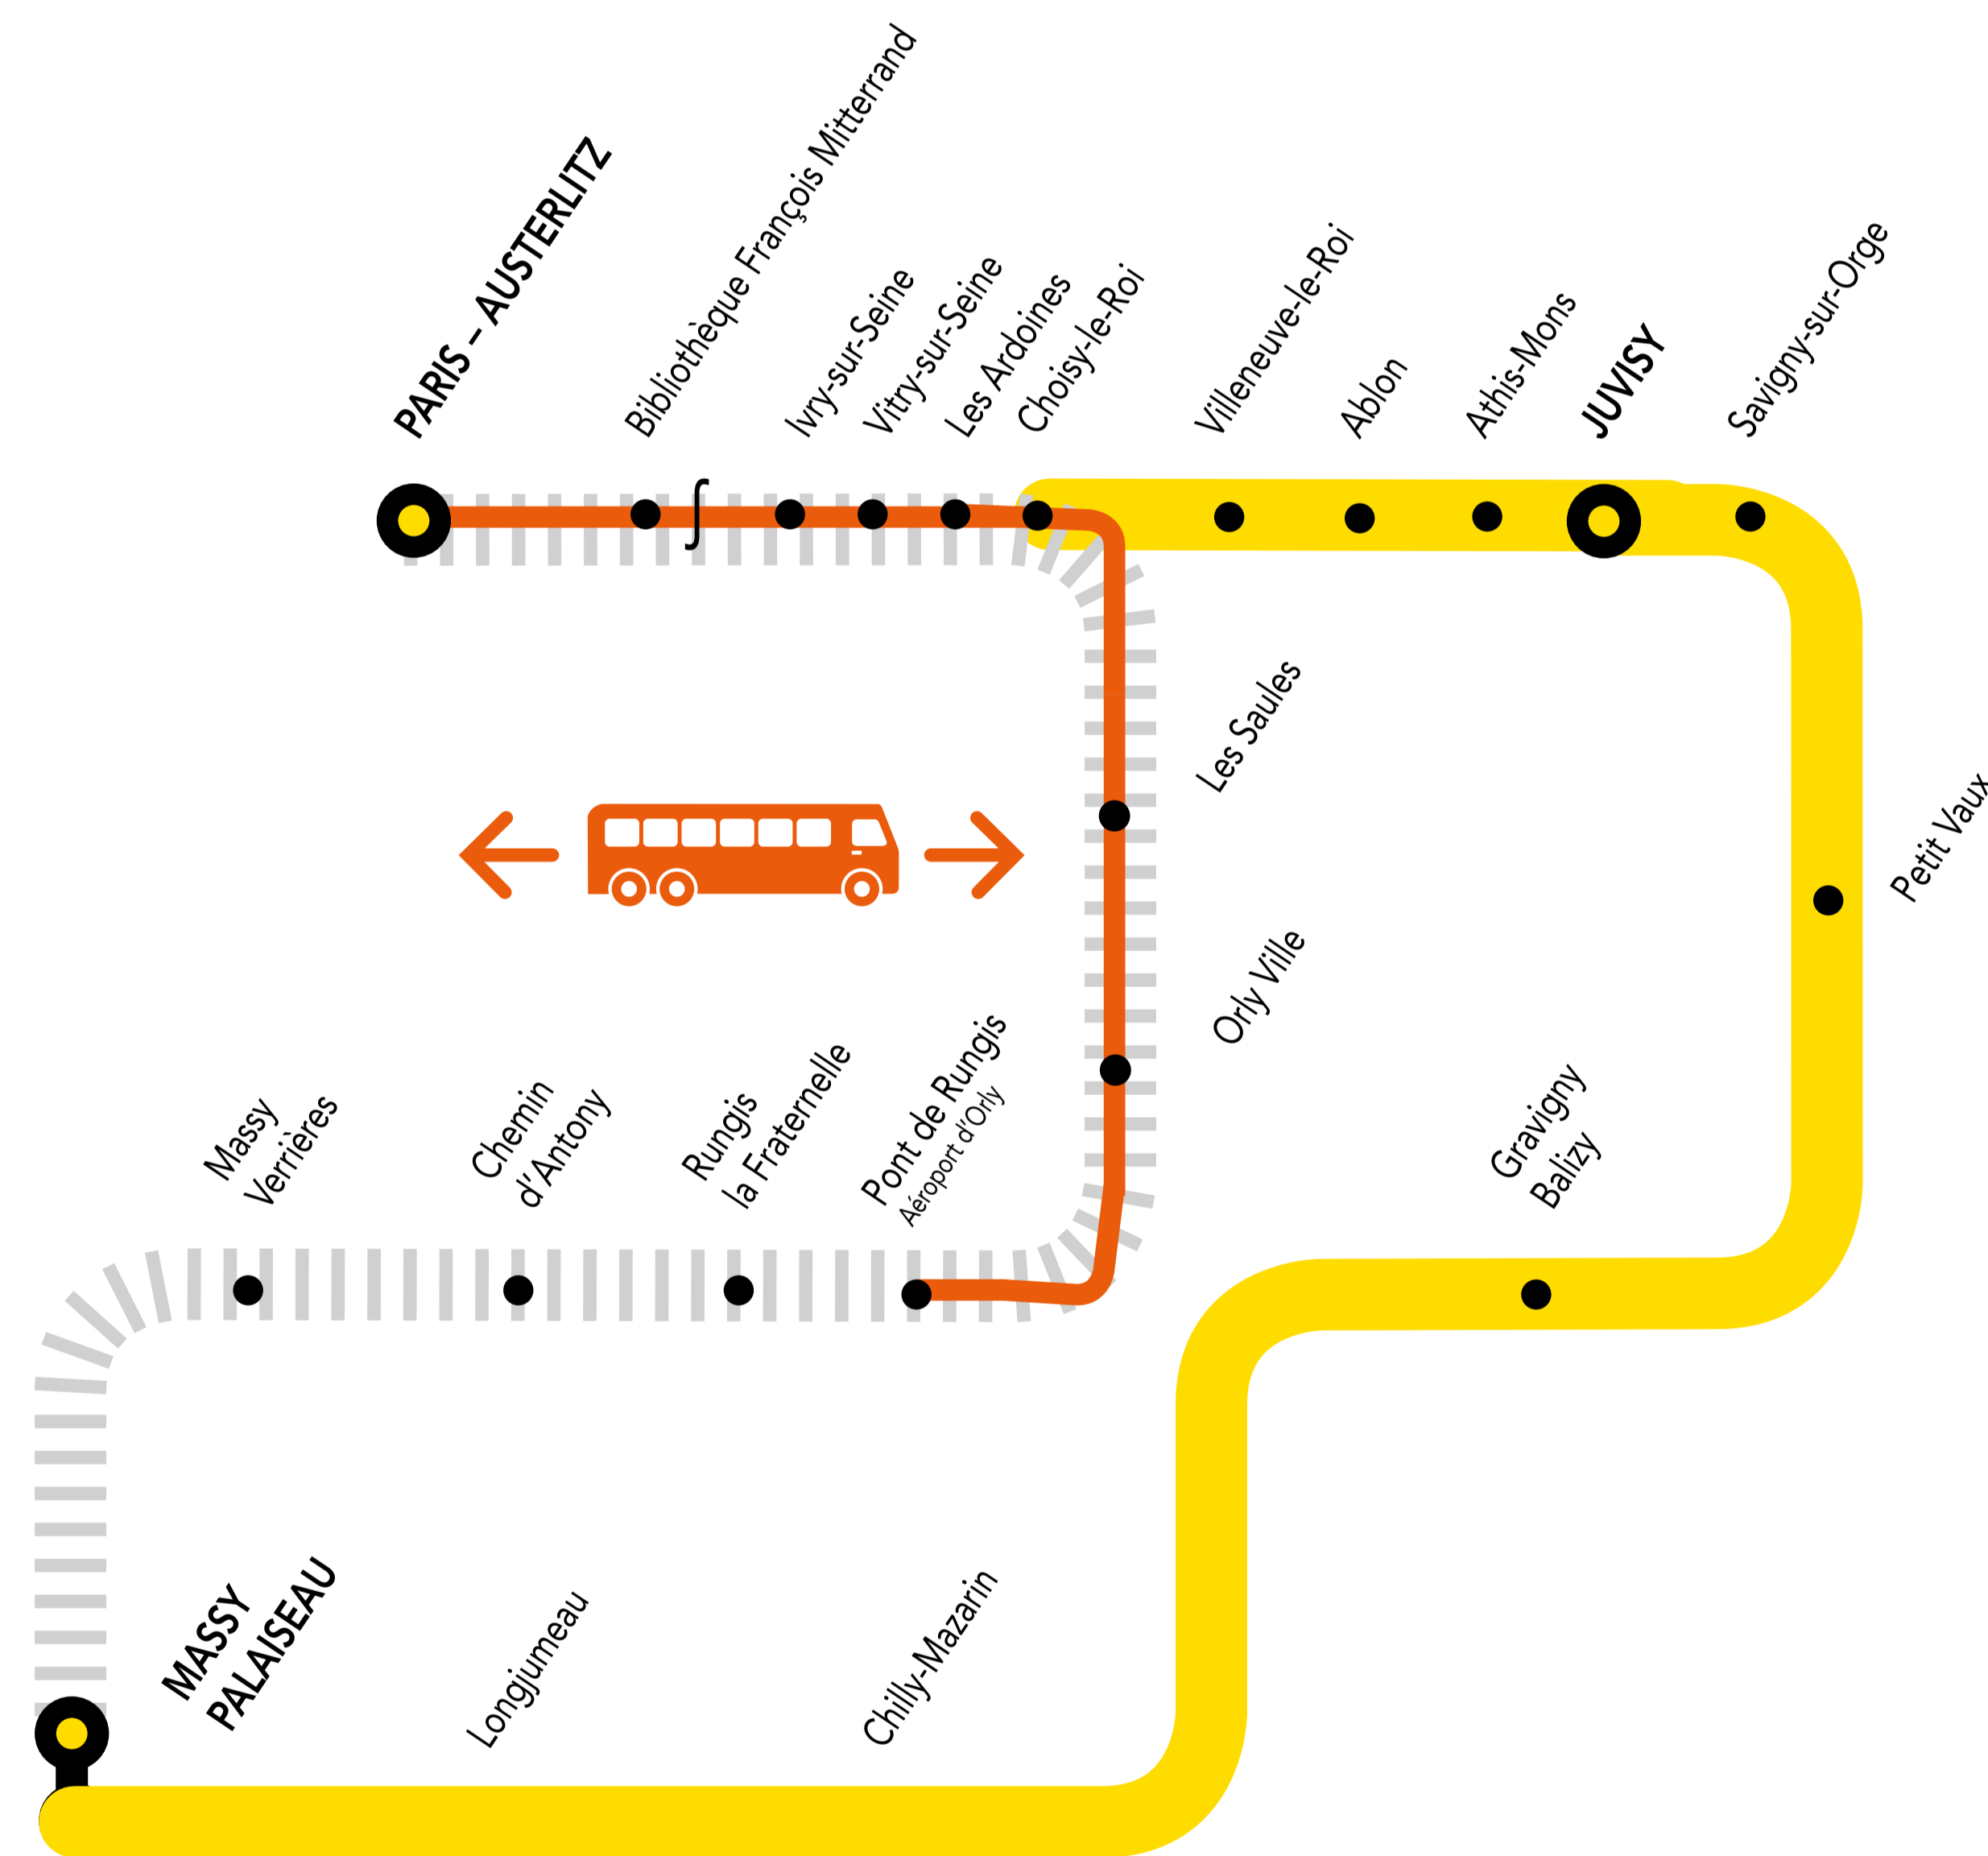 PARIS – AUSTERLITZ
Bibliothèque François Mitterrand
Ivry-sur-Seine
Vitry-sur-Seine
Les Ardoines
Choisy-le-Roi
Villeneuve-le-Roi
Ablon
Athis-Mons
JUVISY
Savigny-sur-Orge
Les Saules
Petit Vaux
Orly Ville
Massy
Verrières
Chemin
d'Antony
Rungis
la Fraternelle
Pont de Rungis
Aéroport d'Orly
Gravigny
Balizy
MASSY
PALAISEAU
Longjumeau
Chilly-Mazarin